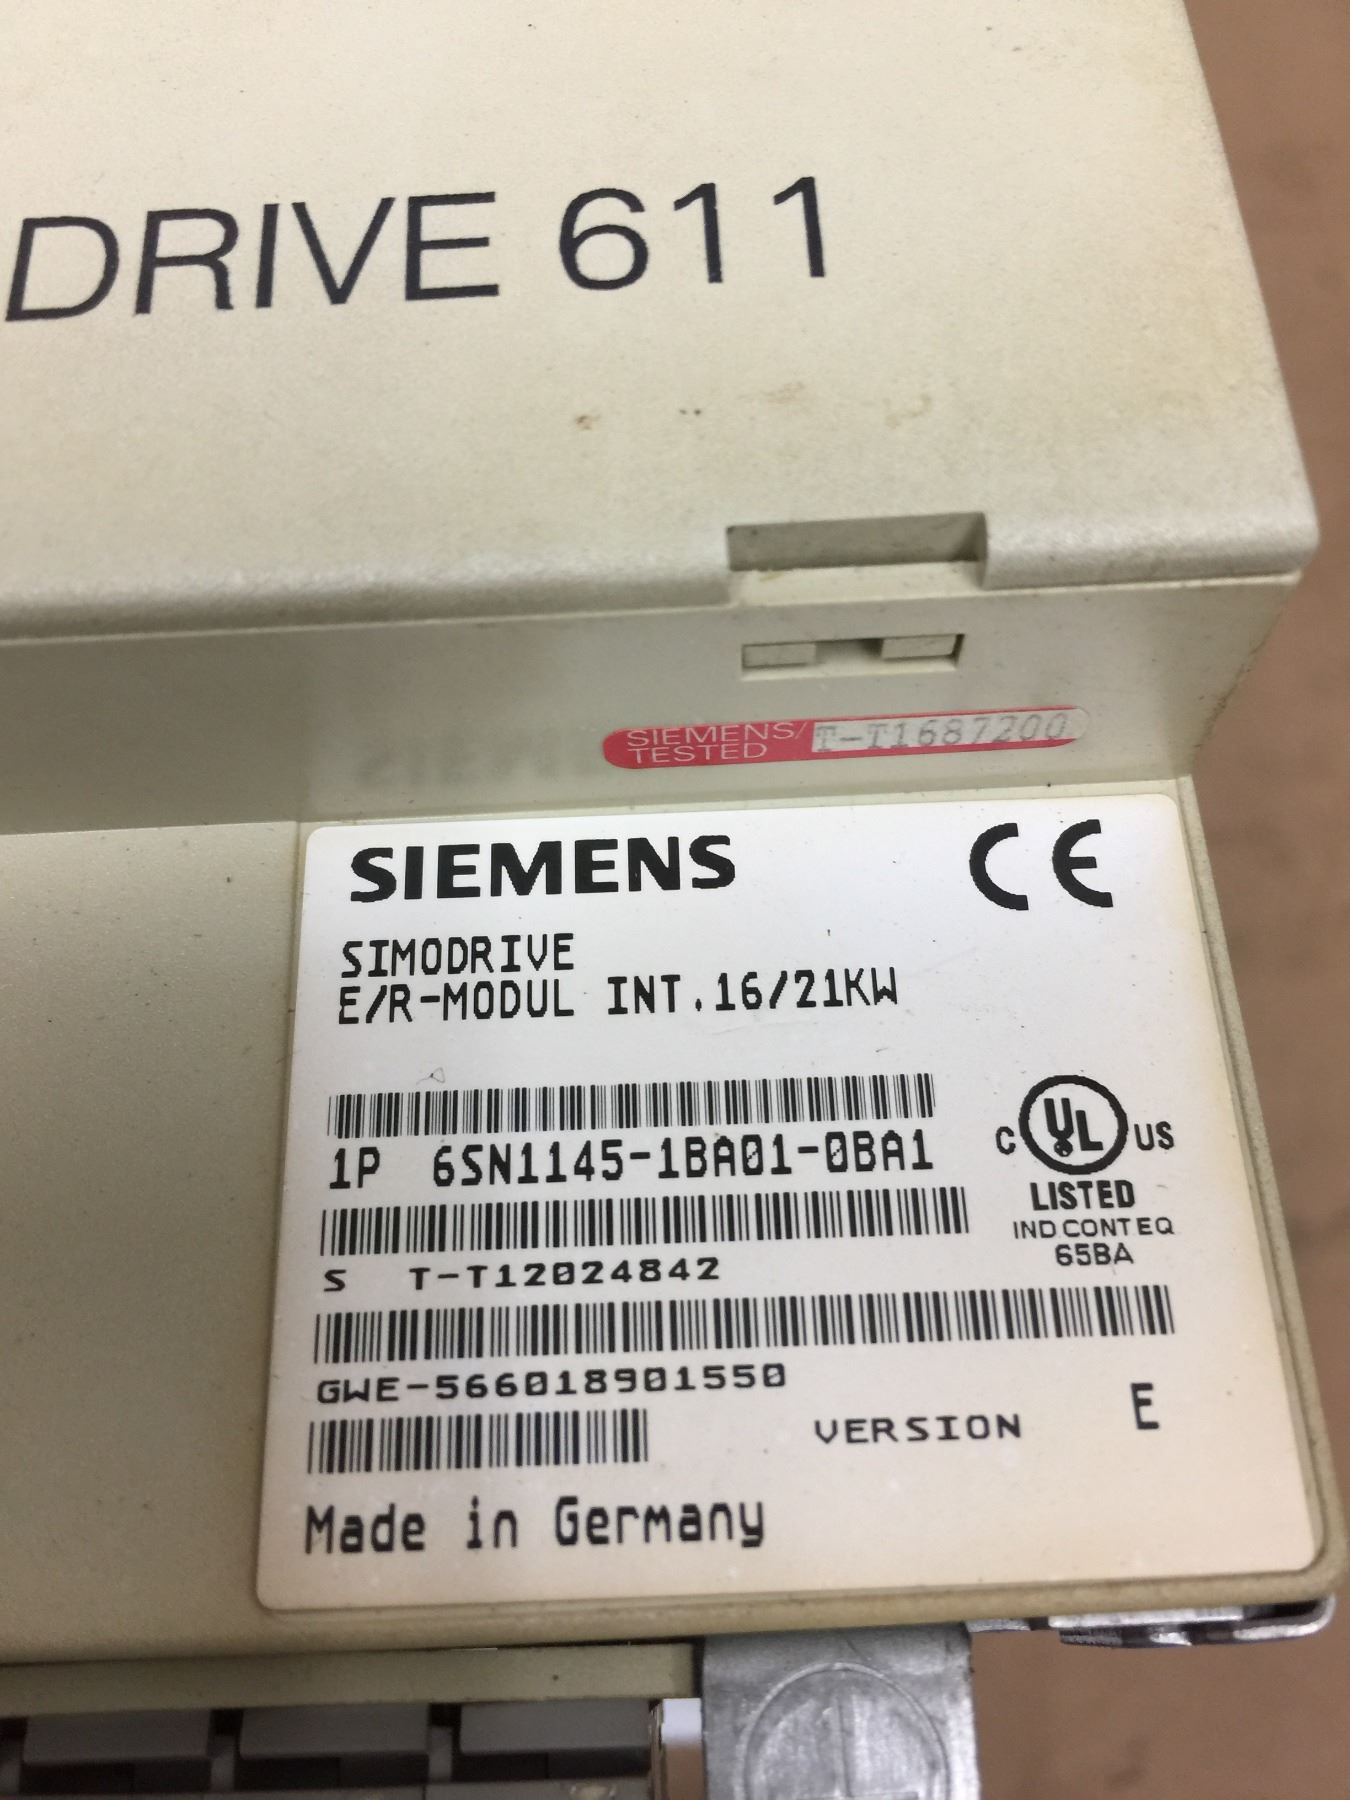 DRIVE 611
SIEMENS/
TESTED
T-T1687200
SIEMENS
CE
SIMODRIVE
E/R-MODUL INT.16/21KW
1P 6SN1145-1BA01-0BA1
C UL US
LISTED
IND.CONT EQ
65BA
S T-T12024842
GWE-566018901550
VERSION E
Made in Germany